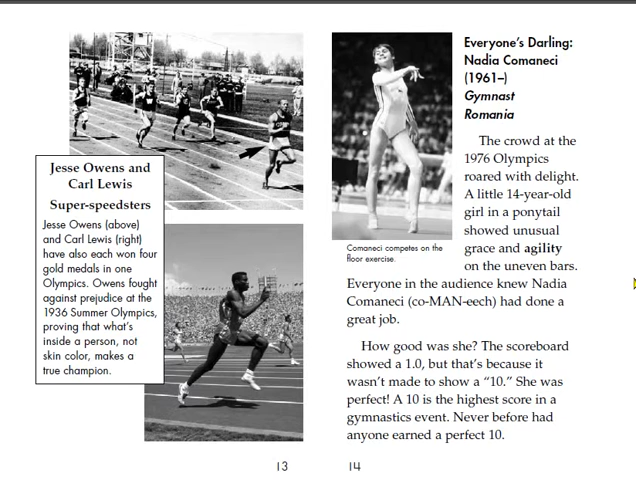 Jesse Owens and
Carl Lewis
Super-speedsters
Jesse Owens (above)
and Carl Lewis (right)
have also each won four
gold medals in one
Olympics. Owens fought
against prejudice at the
1936 Summer Olympics,
proving that what's
inside a person, not
skin color, makes a
true champion.
13
Comaneci competes on the
floor exercise.
Everyone's Darling:
Nadia Comaneci
(1961–)
Gymnast
Romania
The crowd at the
1976 Olympics
roared with delight.
A little 14-year-old
girl in a ponytail
showed unusual
grace and agility
on the uneven bars.
Everyone in the audience knew Nadia
Comaneci (co-MAN-eech) had done a
great job.
How good was she? The scoreboard
showed a 1.0, but that's because it
wasn't made to show a "10." She was
perfect! A 10 is the highest score in a
gymnastics event. Never before had
anyone earned a perfect 10.
14